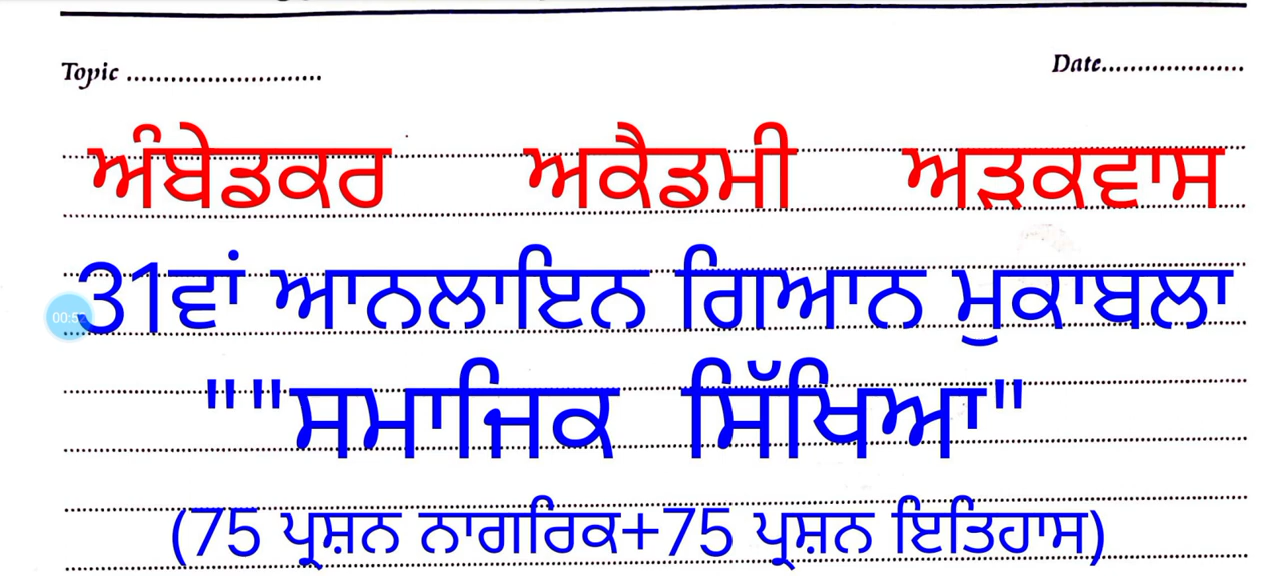 Topic ...........................
Date....................
ਅੰਬੇਡਕਰ ਅਕੈਡਮੀ ਅੜਕਵਾਸ
31ਵਾਂ ਆਨਲਾਇਨ ਗਿਆਨ ਮੁਕਾਬਲਾ
""ਸਮਾਜਿਕ ਸਿੱਖਿਆ"
(75 ਪ੍ਰਸ਼ਨ ਨਾਗਰਿਕ+75 ਪ੍ਰਸ਼ਨ ਇਤਿਹਾਸ)